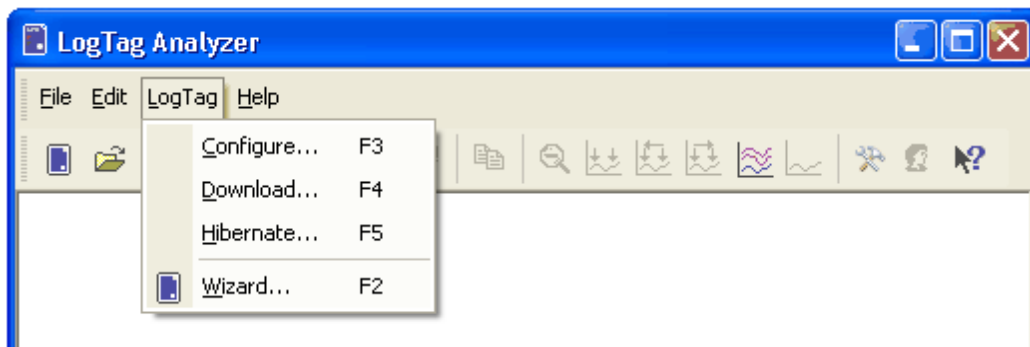 LogTag Analyzer
File Edit LogTag Help
Configure... F3
Download... F4
Hibernate... F5
Wizard... F2